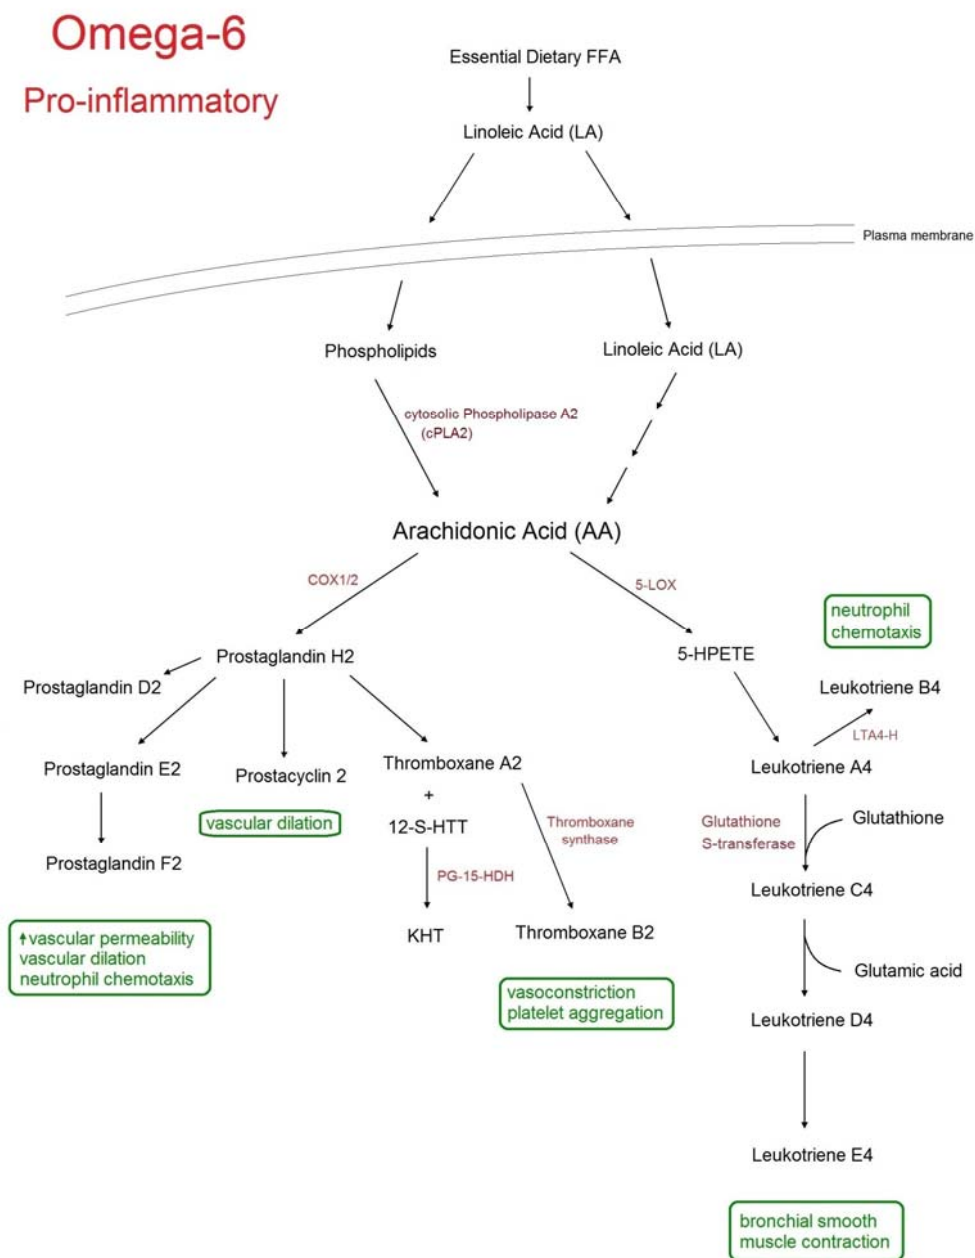 Omega-6
Pro-inflammatory
Essential Dietary FFA
Linoleic Acid (LA)
Plasma membrane
Phospholipids
Linoleic Acid (LA)
cytosolic Phospholipase A2
(cPLA2)
Arachidonic Acid (AA)
COX1/2
5-LOX
neutrophil
chemotaxis
Prostaglandin H2
5-HPETE
Prostaglandin D2
Leukotriene B4
LTA4-H
Prostaglandin E2
Prostacyclin 2
Thromboxane A2
Leukotriene A4
+
vascular dilation
12-S-HTT
Thromboxane
synthase
Glutathione
S-transferase
Glutathione
Prostaglandin F2
PG-15-HDH
Leukotriene C4
KHT
Thromboxane B2
↑vascular permeability
vascular dilation
neutrophil chemotaxis
Glutamic acid
vasoconstriction
platelet aggregation
Leukotriene D4
Leukotriene E4
bronchial smooth
muscle contraction